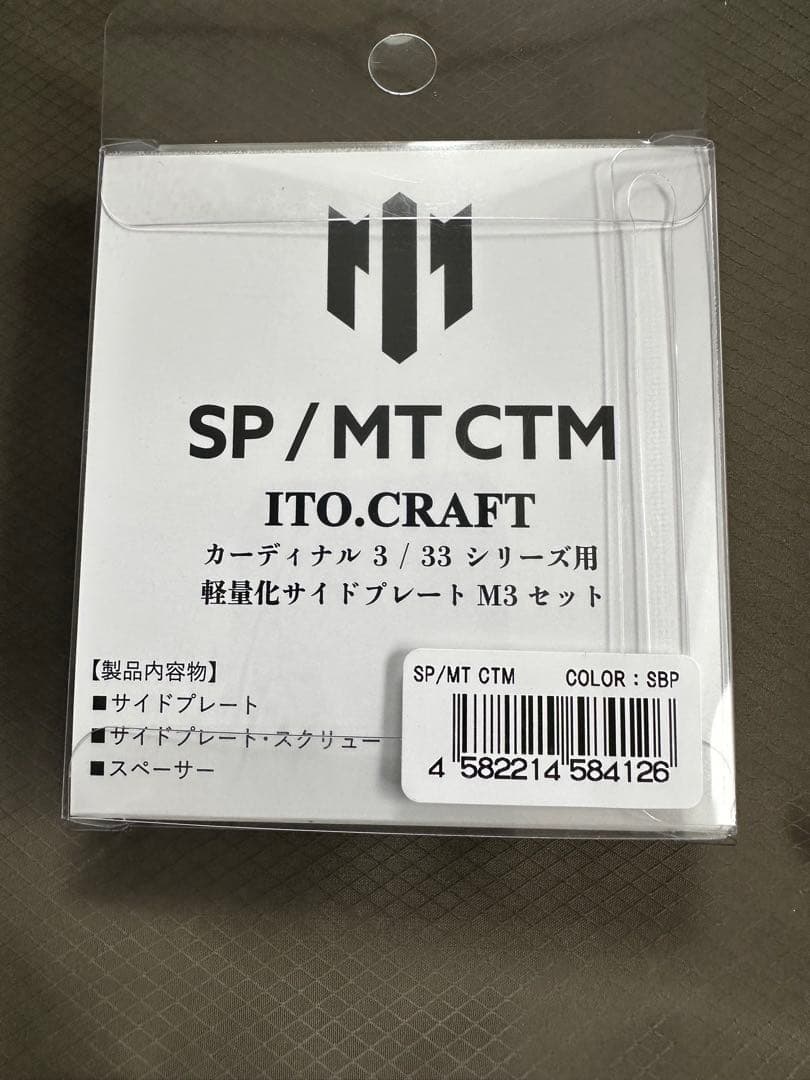 SP / MT CTM
ITO.CRAFT
カーディナル 3 / 33 シリーズ用
軽量化サイドプレート M3 セット
【製品内容物】
■サイドプレート
■サイドプレート・スクリュー
■スペーサー
SP/MT CTM COLOR : SBP
4 582214 584126